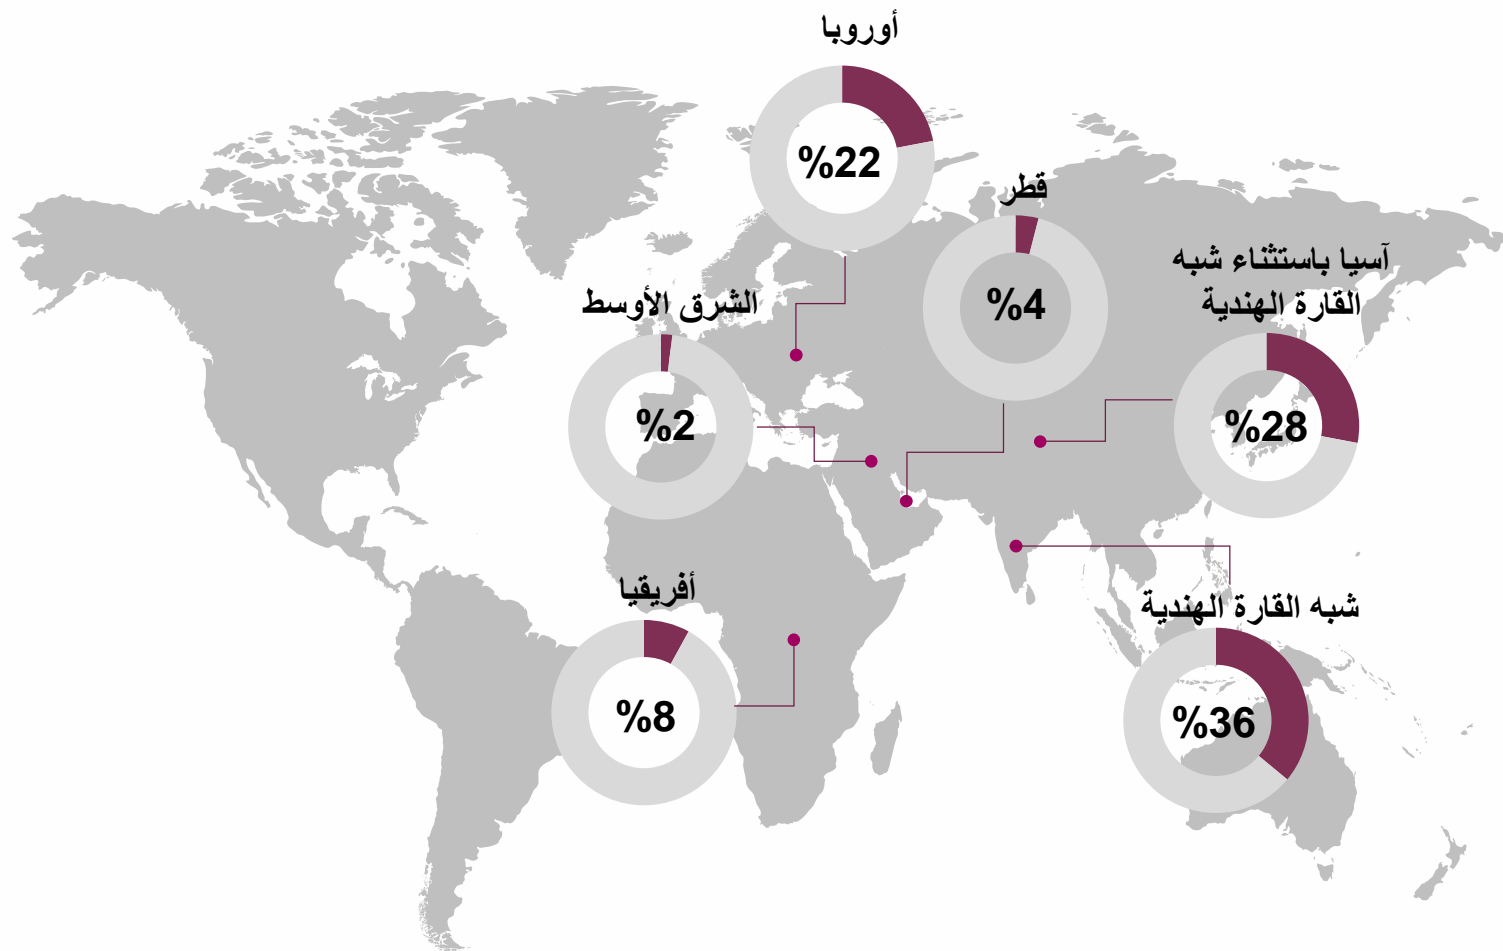 أوروبا
%22
قطر
%4
آسيا باستثناء شبه
القارة الهندية
%28
الشرق الأوسط
%2
أفريقيا
%8
شبه القارة الهندية
%36